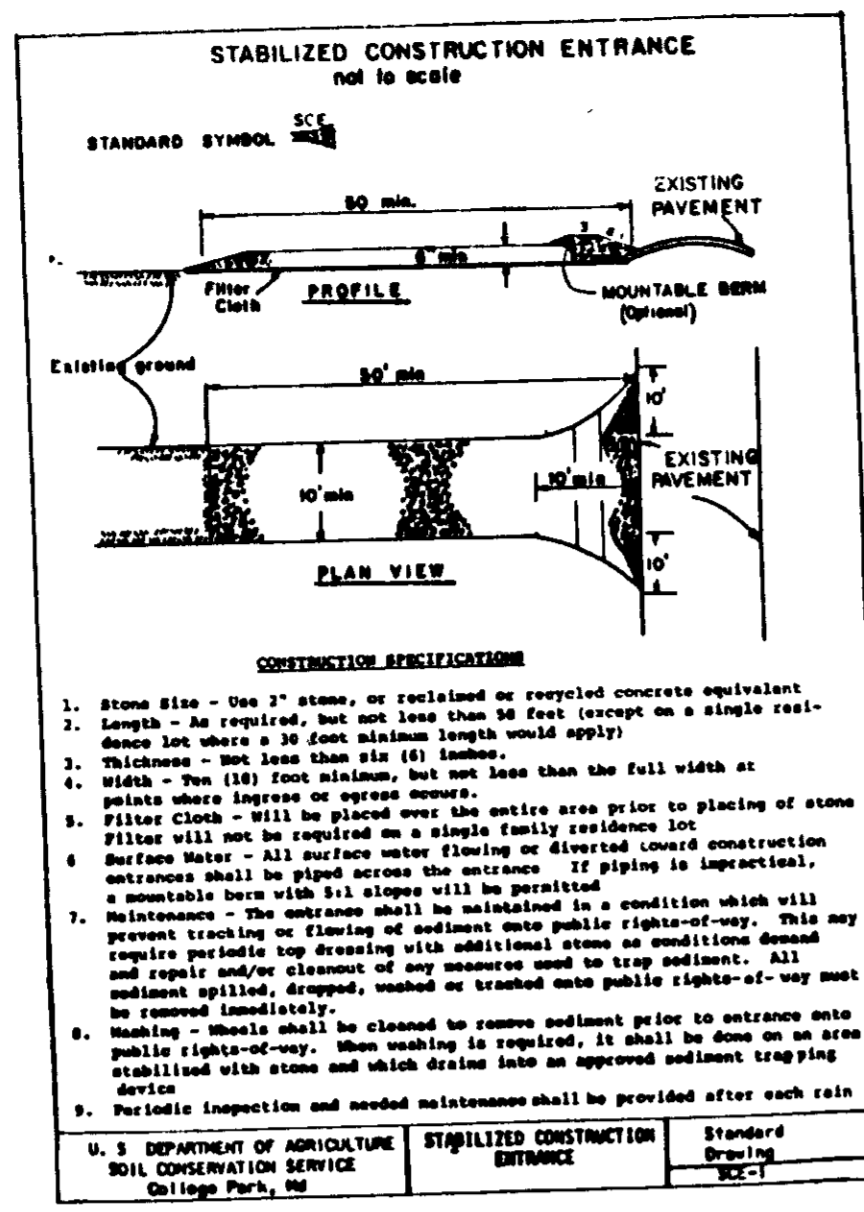 STABILIZED CONSTRUCTION ENTRANCE
not to scale
STANDARD SYMBOL
SCE
50 min.
EXISTING
PAVEMENT
6" min
3
Filter
Cloth
PROFILE
MOUNTABLE BERM
(Optional)
Existing ground
50' min
10'
10' min
10' min
EXISTING
PAVEMENT
10'
PLAN VIEW
CONSTRUCTION SPECIFICATIONS
1. Stone Size - Use 2" stone, or reclaimed or recycled concrete equivalent
2. Length - As required, but not less than 50 feet (except on a single resi-
dence lot where a 30 foot minimum length would apply)
3. Thickness - Not less than six (6) inches.
4. Width - Ten (10) foot minimum, but not less than the full width at
points where ingress or egress occurs.
5. Filter Cloth - Will be placed over the entire area prior to placing of stone
Filter will not be required on a single family residence lot
6 Surface Water - All surface water flowing or diverted toward construction
entrances shall be piped across the entrance If piping is impractical,
a mountable berm with 5:1 slopes will be permitted
7. Maintenance - The entrance shall be maintained in a condition which will
prevent tracking or flowing of sediment onto public rights-of-way. This may
require periodic top dressing with additional stone as conditions demand
and repair and/or cleanout of any measures used to trap sediment. All
sediment spilled, dropped, washed or tracked onto public rights-of-way must
be removed immediately.
8. Washing - Wheels shall be cleaned to remove sediment prior to entrance onto
public rights-of-way. When washing is required, it shall be done on an area
stabilized with stone and which drains into an approved sediment trapping
device
9. Periodic inspection and needed maintenance shall be provided after each rain
U. S DEPARTMENT OF AGRICULTURE
SOIL CONSERVATION SERVICE
College Park, Md
STABILIZED CONSTRUCTION
ENTRANCE
Standard
Drawing
SCE-1